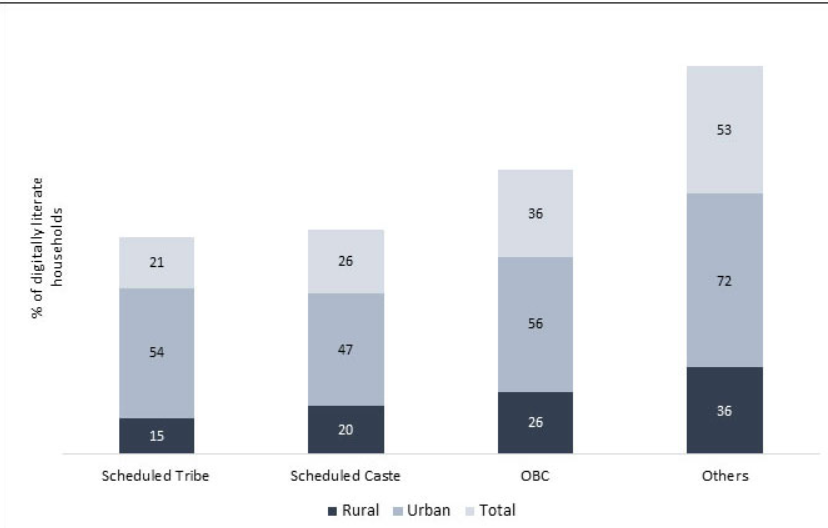 % of digitally literate
households
21
54
15
26
47
20
36
56
26
53
72
36
Scheduled Tribe
Scheduled Caste
OBC
Others
Rural
Urban
Total